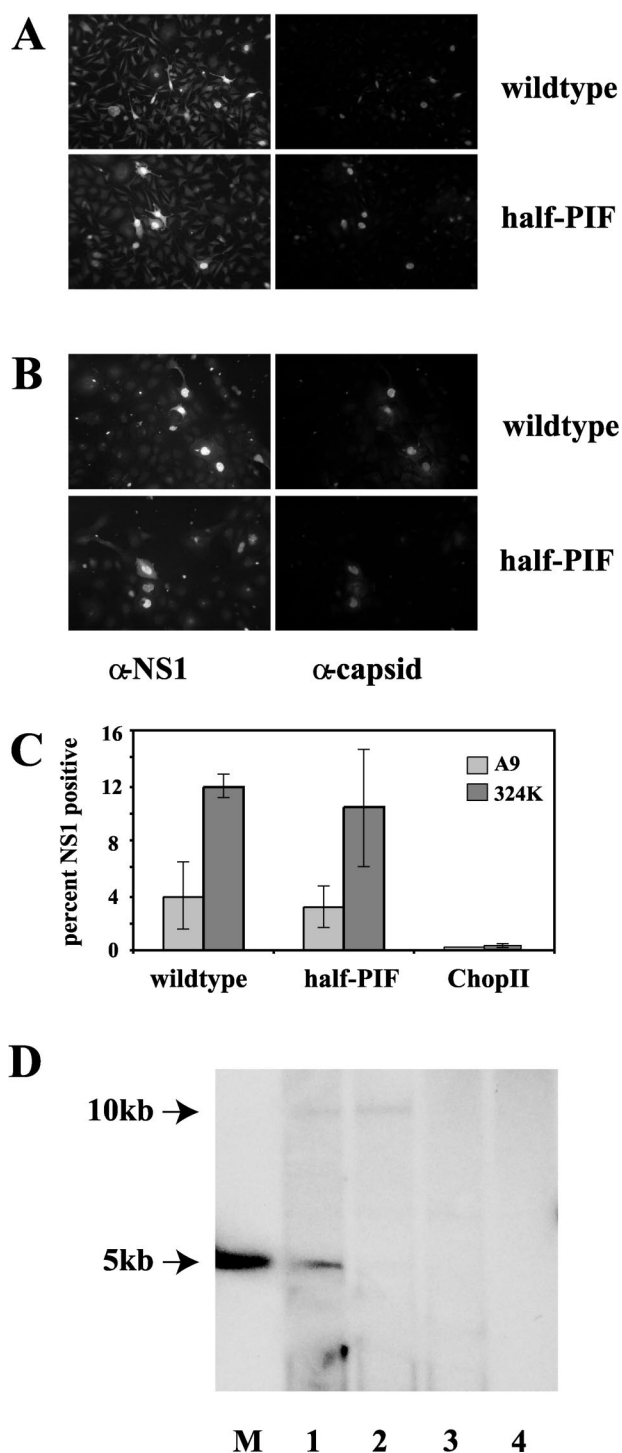 A
wildtype
half-PIF
B
wildtype
half-PIF
α-NS1 α-capsid
C
percent NS1 positive
16
12
8
4
0
A9
324K
wildtype half-PIF ChopII
D
10kb
5kb
M 1 2 3 4